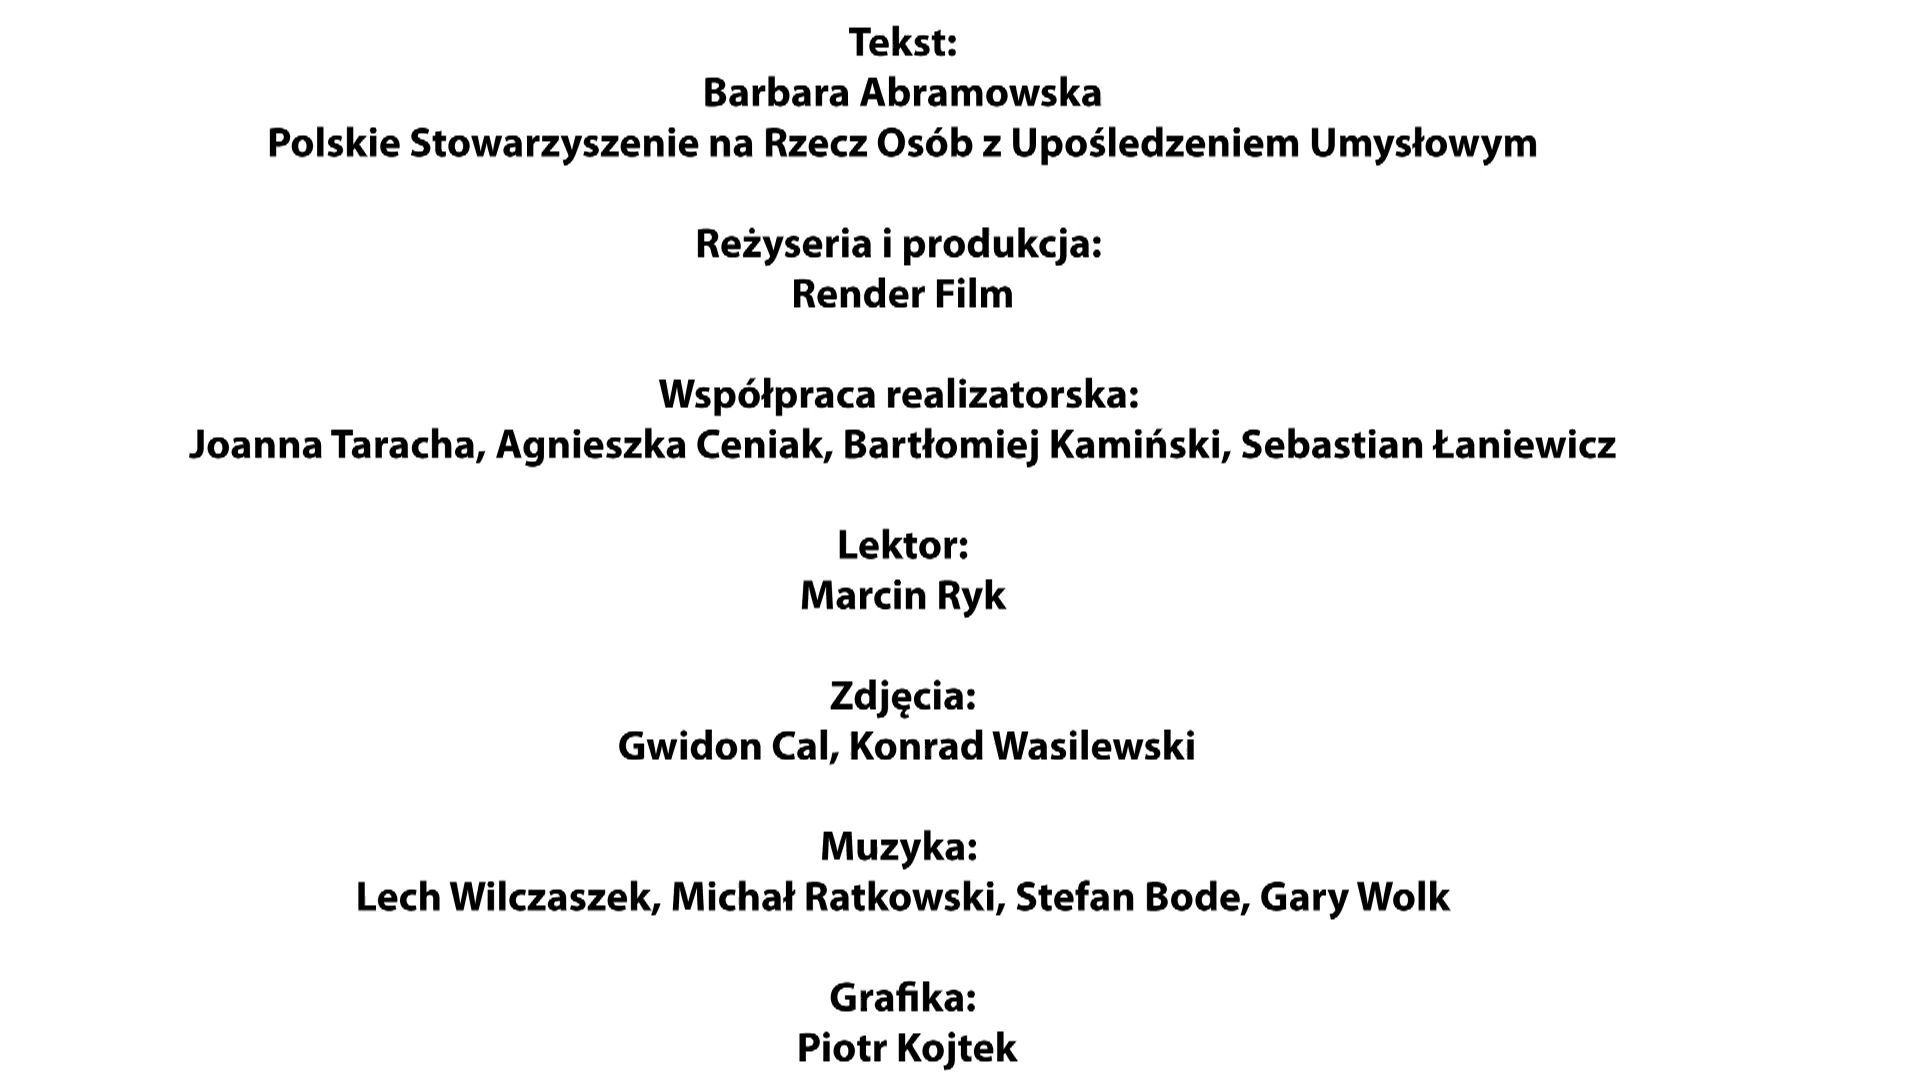 Tekst:
Barbara Abramowska
Polskie Stowarzyszenie na Rzecz Osób z Upośledzeniem Umysłowym
Reżyseria i produkcja:
Render Film
Współpraca realizatorska:
Joanna Taracha, Agnieszka Ceniak, Bartłomiej Kamiński, Sebastian Łaniewicz
Lektor:
Marcin Ryk
Zdjęcia:
Gwidon Cal, Konrad Wasilewski
Muzyka:
Lech Wilczaszek, Michał Ratkowski, Stefan Bode, Gary Wolk
Grafika:
Piotr Kojtek